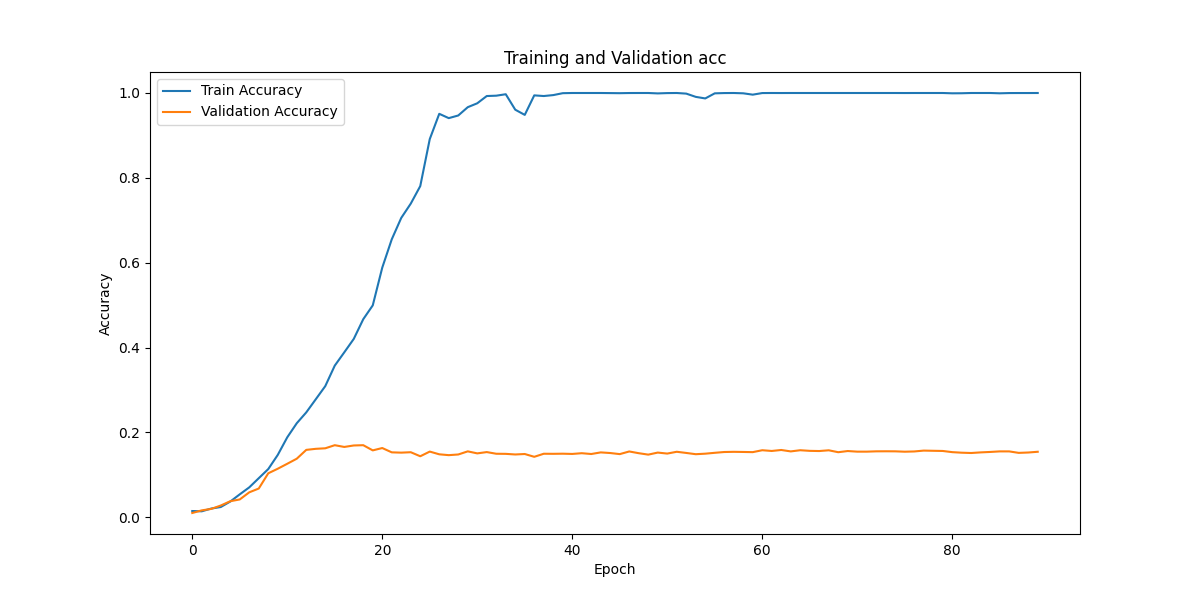 Training and Validation acc
Train Accuracy
Validation Accuracy
1.0
0.8
0.6
0.4
0.2
0.0
Accuracy
0 20 40 60 80
Epoch